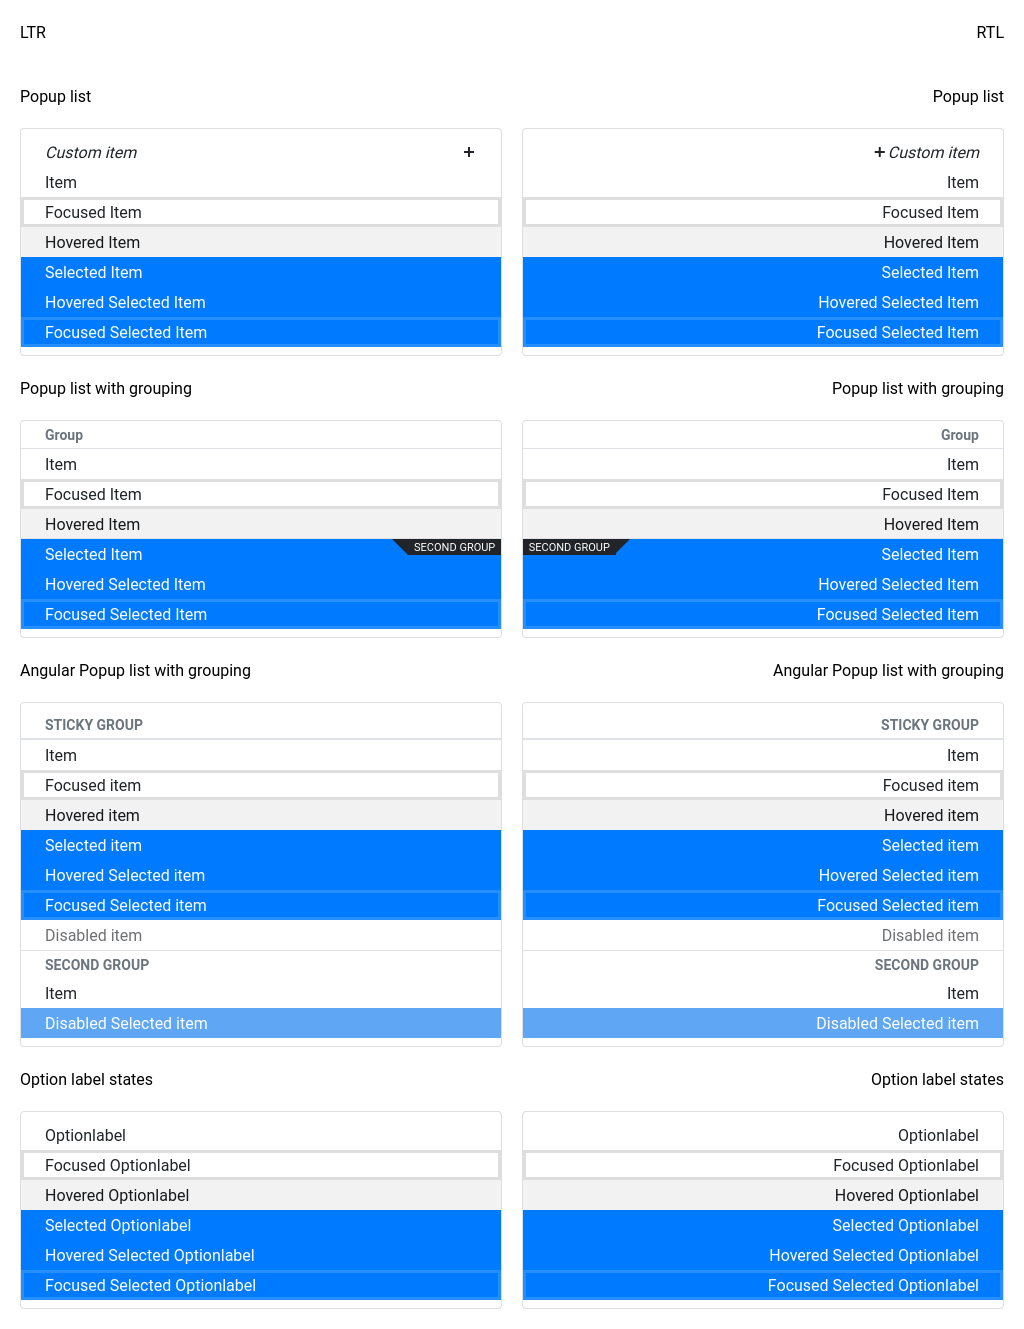 LTR
RTL
Popup list
Popup list
Custom item +
Item
Focused Item
Hovered Item
Selected Item
Hovered Selected Item
Focused Selected Item
+ Custom item
Item
Focused Item
Hovered Item
Selected Item
Hovered Selected Item
Focused Selected Item
Popup list with grouping
Popup list with grouping
Group
Item
Focused Item
Hovered Item
Selected Item SECOND GROUP
Hovered Selected Item
Focused Selected Item
Group
Item
Focused Item
Hovered Item
SECOND GROUP Selected Item
Hovered Selected Item
Focused Selected Item
Angular Popup list with grouping
Angular Popup list with grouping
STICKY GROUP
Item
Focused item
Hovered item
Selected item
Hovered Selected item
Focused Selected item
Disabled item
SECOND GROUP
Item
Disabled Selected item
STICKY GROUP
Item
Focused item
Hovered item
Selected item
Hovered Selected item
Focused Selected item
Disabled item
SECOND GROUP
Item
Disabled Selected item
Option label states
Option label states
Optionlabel
Focused Optionlabel
Hovered Optionlabel
Selected Optionlabel
Hovered Selected Optionlabel
Focused Selected Optionlabel
Optionlabel
Focused Optionlabel
Hovered Optionlabel
Selected Optionlabel
Hovered Selected Optionlabel
Focused Selected Optionlabel